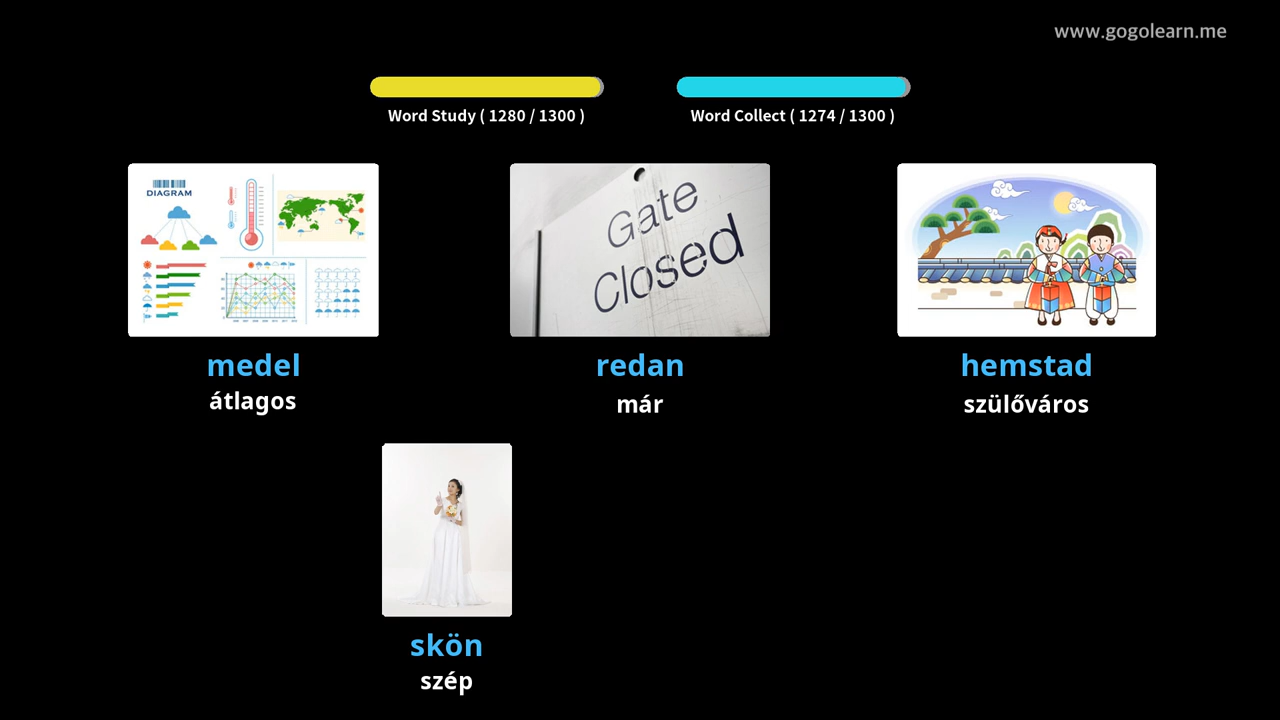 www.gogolearn.me
Word Study ( 1280 / 1300 )
Word Collect ( 1274 / 1300 )
DIAGRAM
Gate
Closed
medel
redan
hemstad
átlagos
már
szülőváros
skön
szép